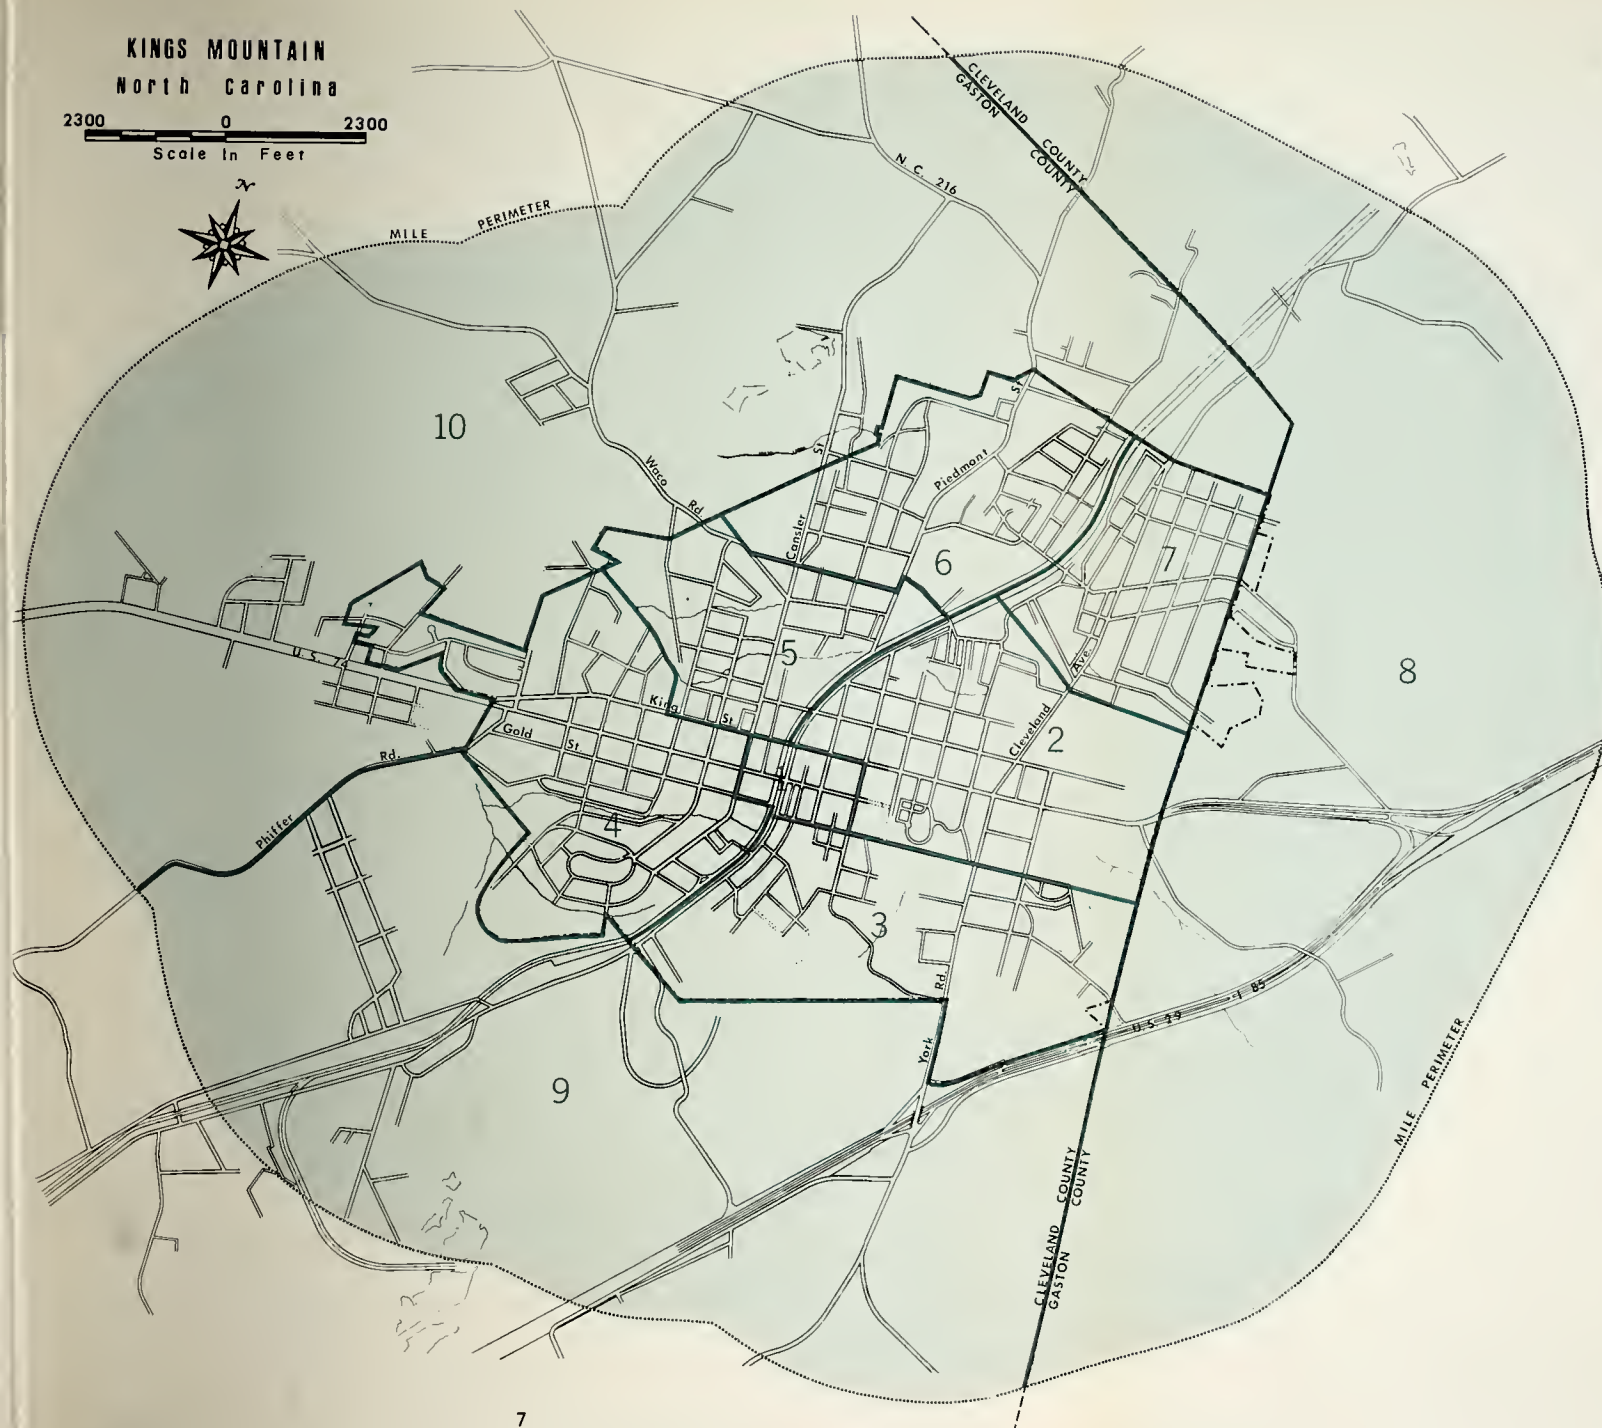 KINGS MOUNTAIN
North Carolina
2300 0 2300
Scale In Feet
N
CLEVELAND COUNTY
GASTON COUNTY
N. C. 216
MILE PERIMETER
10
St
St
Piedmont
Waco Rd.
Cansler
6
7
U.S. 74
5
8
King St
Ave.
Gold St
Cleveland
2
Phiffer Rd.
1
4
3
Rd.
I 85
U.S. 29
York
9
MILE PERIMETER
CLEVELAND COUNTY
GASTON COUNTY
7